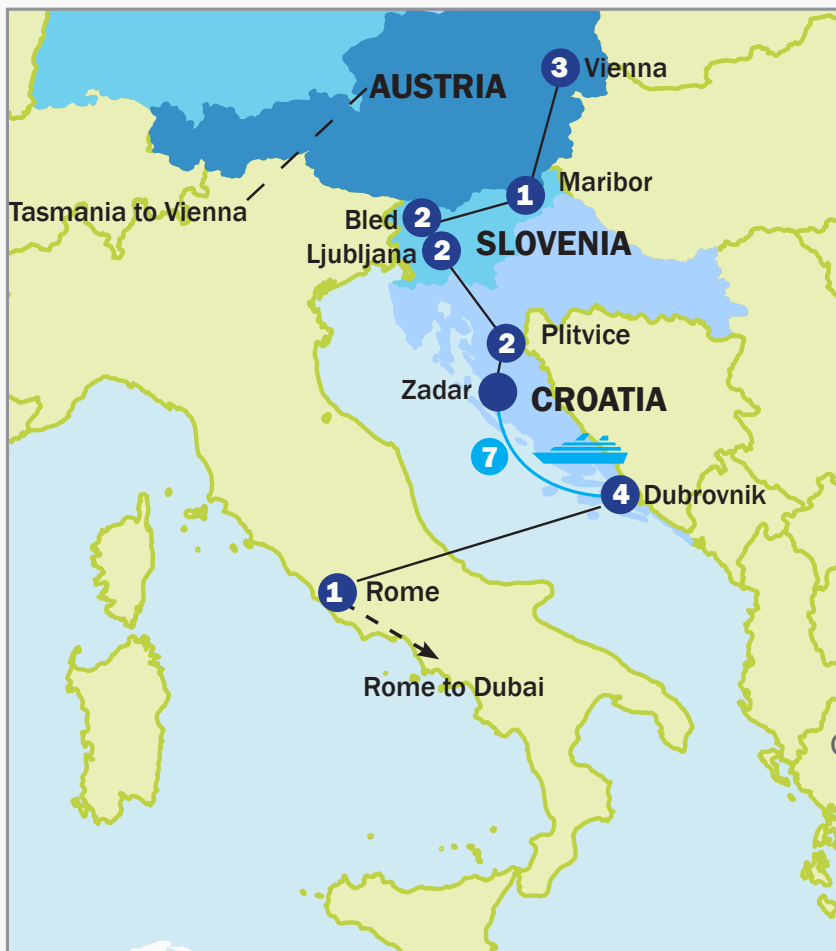 3 Vienna
AUSTRIA
1 Maribor
Tasmania to Vienna
Bled 2
SLOVENIA
Ljubljana 2
2 Plitvice
Zadar
CROATIA
7
4 Dubrovnik
1 Rome
Rome to Dubai